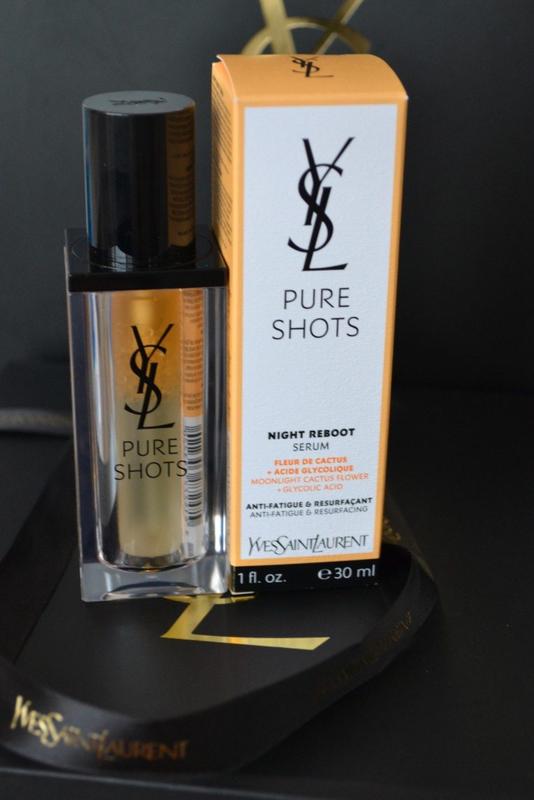 YSL
PURE
SHOTS
YSL
YSL
PURE
SHOTS
NIGHT REBOOT
SERUM
FLEUR DE CACTUS
+ ACIDE GLYCOLIQUE
MOONLIGHT CACTUS FLOWER
+ GLYCOLIC ACID
ANTI-FATIGUE & RESURFAÇANT
ANTI-FATIGUE & RESURFACING
YVESSAINTLAURENT
1 fl. oz. ℮ 30 ml
YVESSAINTLAURENT